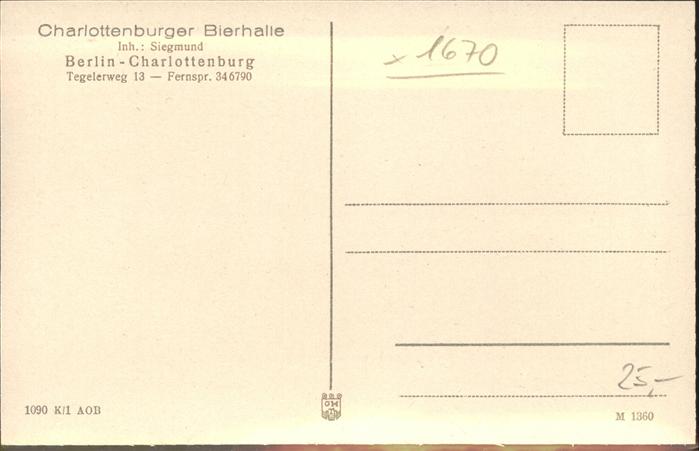 Charlottenburger Bierhalle
Inh.: Siegmund
Berlin-Charlottenburg
Tegelerweg 13 — Fernspr. 346790
x 1670
25,-
1090 K/1 AOB
M 1360